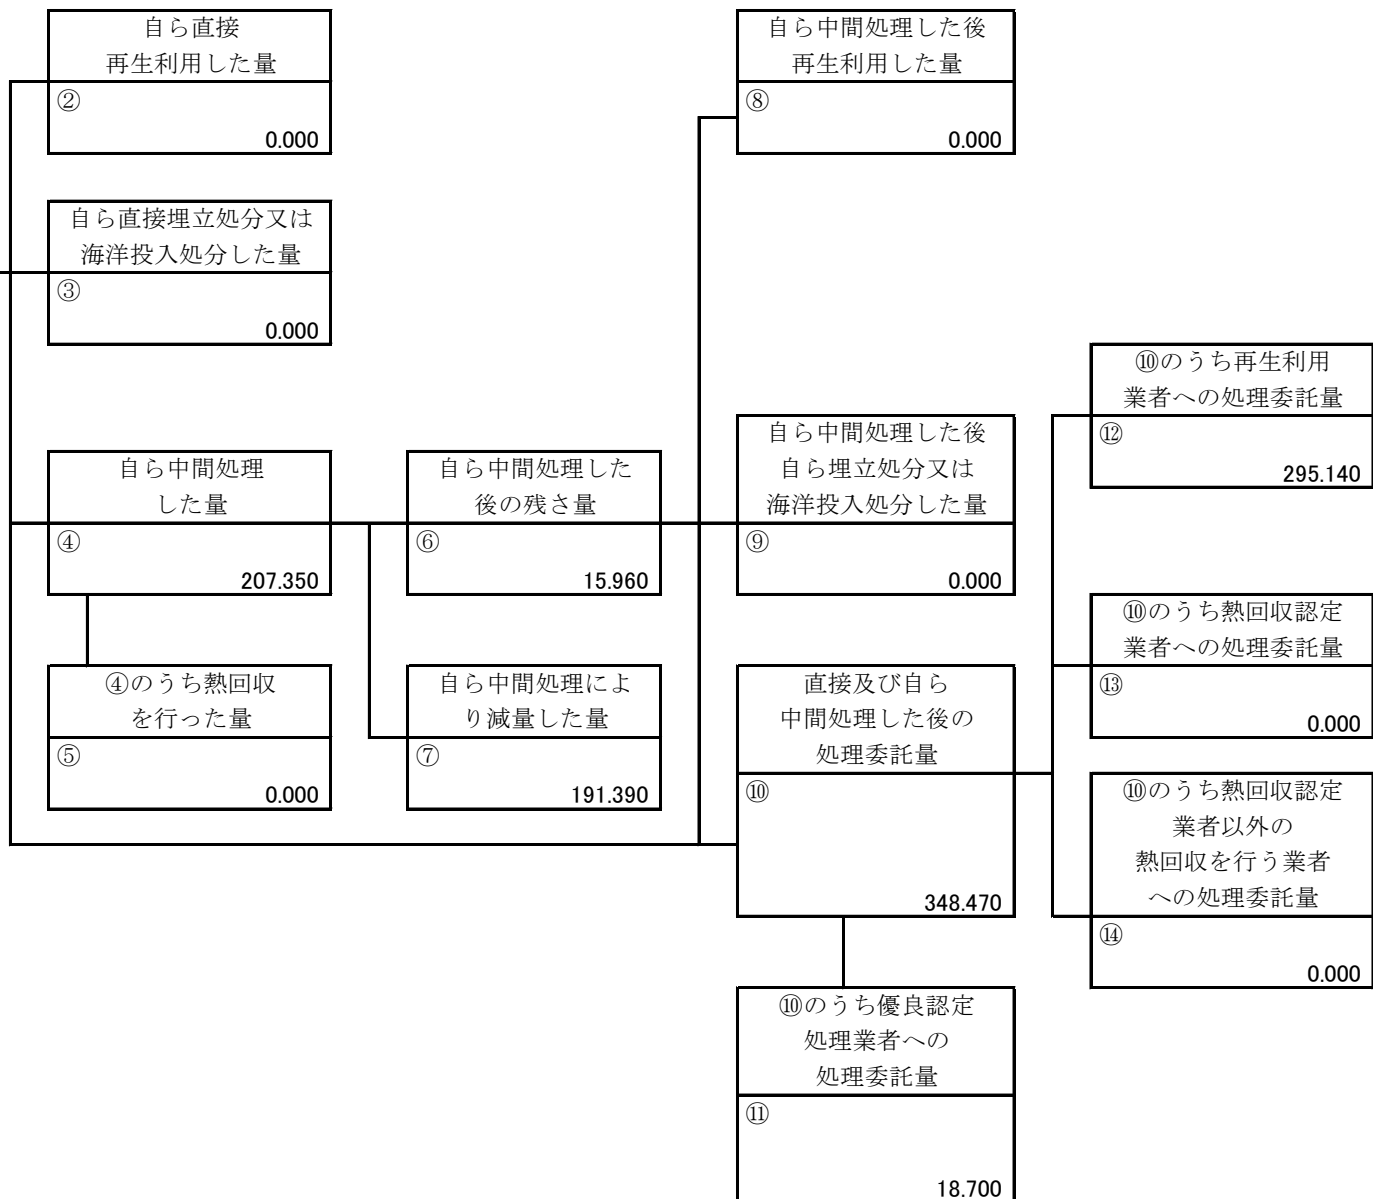 自ら直接
再生利用した量
②
0.000
自ら中間処理した後
再生利用した量
⑧
0.000
自ら直接埋立処分又は
海洋投入処分した量
③
0.000
⑩のうち再生利用
業者への処理委託量
⑫
295.140
自ら中間処理
した量
④
207.350
自ら中間処理した
後の残さ量
⑥
15.960
自ら中間処理した後
自ら埋立処分又は
海洋投入処分した量
⑨
0.000
⑩のうち熱回収認定
業者への処理委託量
⑬
0.000
④のうち熱回収
を行った量
⑤
0.000
自ら中間処理によ
り減量した量
⑦
191.390
直接及び自ら
中間処理した後の
処理委託量
⑩
348.470
⑩のうち熱回収認定
業者以外の
熱回収を行う業者
への処理委託量
⑭
0.000
⑩のうち優良認定
処理業者への
処理委託量
⑪
18.700